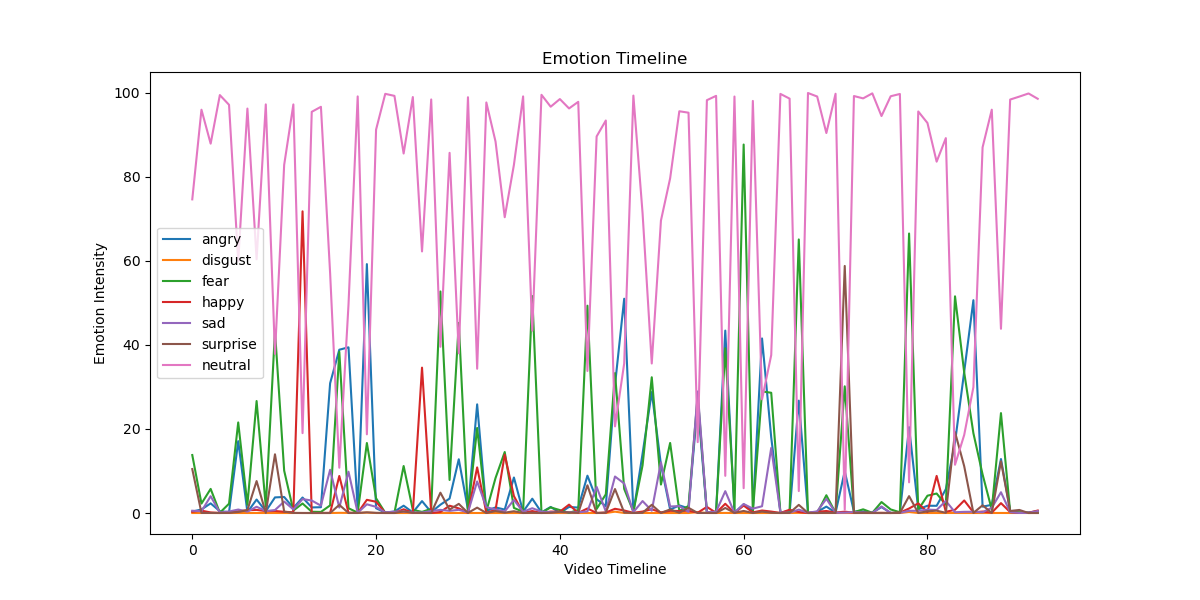 Emotion Timeline
Emotion Intensity
100
80
60
40
20
0
angry
disgust
fear
happy
sad
surprise
neutral
0 20 40 60 80
Video Timeline